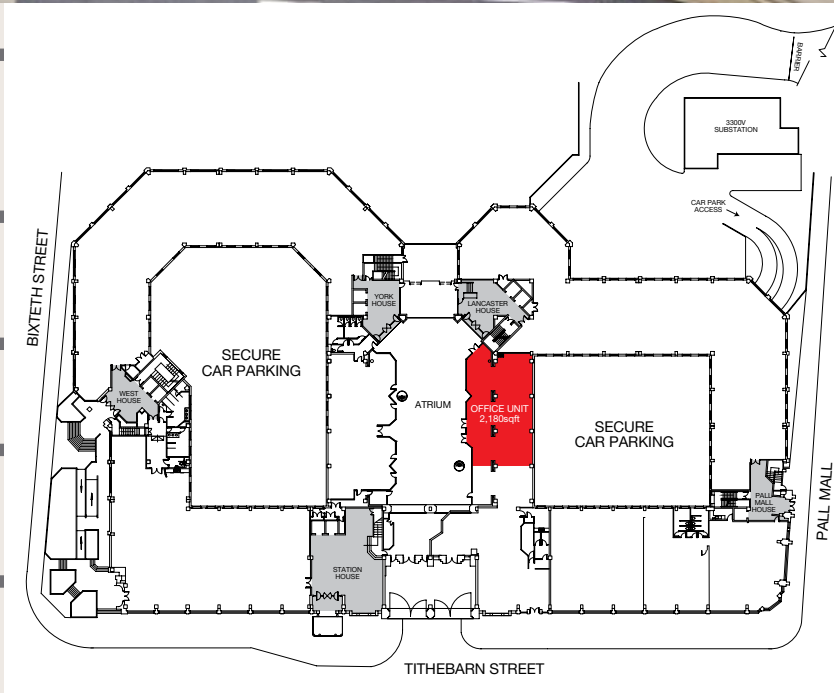 BARRIER
3300V
SUBSTATION
CAR PARK
ACCESS
BIXTETH STREET
YORK
HOUSE
LANCASTER
HOUSE
SECURE
CAR PARKING
WEST
HOUSE
ATRIUM
OFFICE UNIT
2,180sqft
SECURE
CAR PARKING
PALL
MALL
HOUSE
PALL MALL
STATION
HOUSE
TITHEBARN STREET